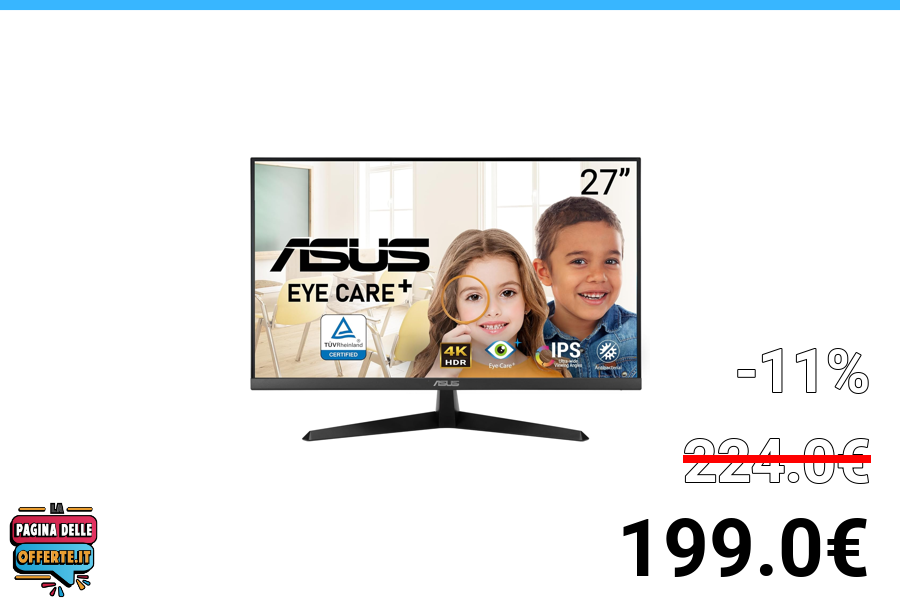 27”
ASUS
EYE CARE+
TÜVRheinland
CERTIFIED
4K
HDR
Eye Care+
IPS
Ultra-wide
Viewing Angles
Antibacterial
ASUS
-11%
224.0€
199.0€
LA
PAGINA DELLE
OFFERTE.IT